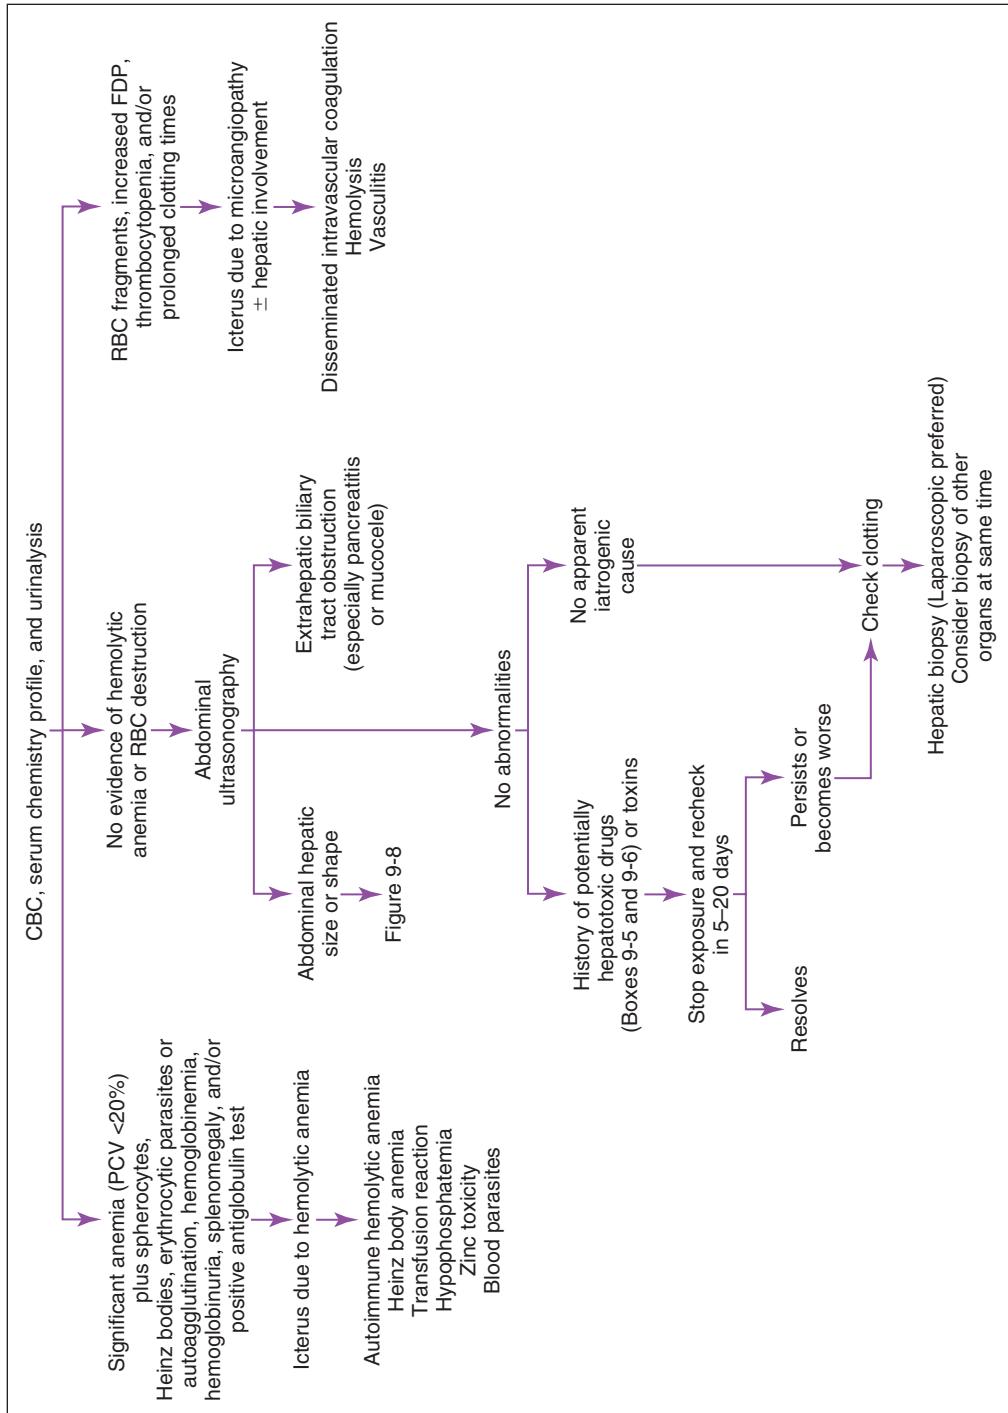 CBC, serum chemistry profile, and urinalysis
Significant anemia (PCV <20%)
plus spherocytes,
Heinz bodies, erythrocytic parasites or
autoagglutination, hemoglobinemia,
hemoglobinuria, splenomegaly, and/or
positive antiglobulin test
Icterus due to hemolytic anemia
Autoimmune hemolytic anemia
Heinz body anemia
Transfusion reaction
Hypophosphatemia
Zinc toxicity
Blood parasites
No evidence of hemolytic
anemia or RBC destruction
Abdominal
ultrasonography
Abdominal hepatic
size or shape
Figure 9-8
Extrahepatic biliary
tract obstruction
(especially pancreatitis
or mucocele)
No abnormalities
History of potentially
hepatotoxic drugs
(Boxes 9-5 and 9-6) or toxins
Stop exposure and recheck
in 5–20 days
Resolves
Persists or
becomes worse
No apparent
iatrogenic
cause
Check clotting
Hepatic biopsy (Laparoscopic preferred)
Consider biopsy of other
organs at same time
RBC fragments, increased FDP,
thrombocytopenia, and/or
prolonged clotting times
Icterus due to microangiopathy
± hepatic involvement
Disseminated intravascular coagulation
Hemolysis
Vasculitis